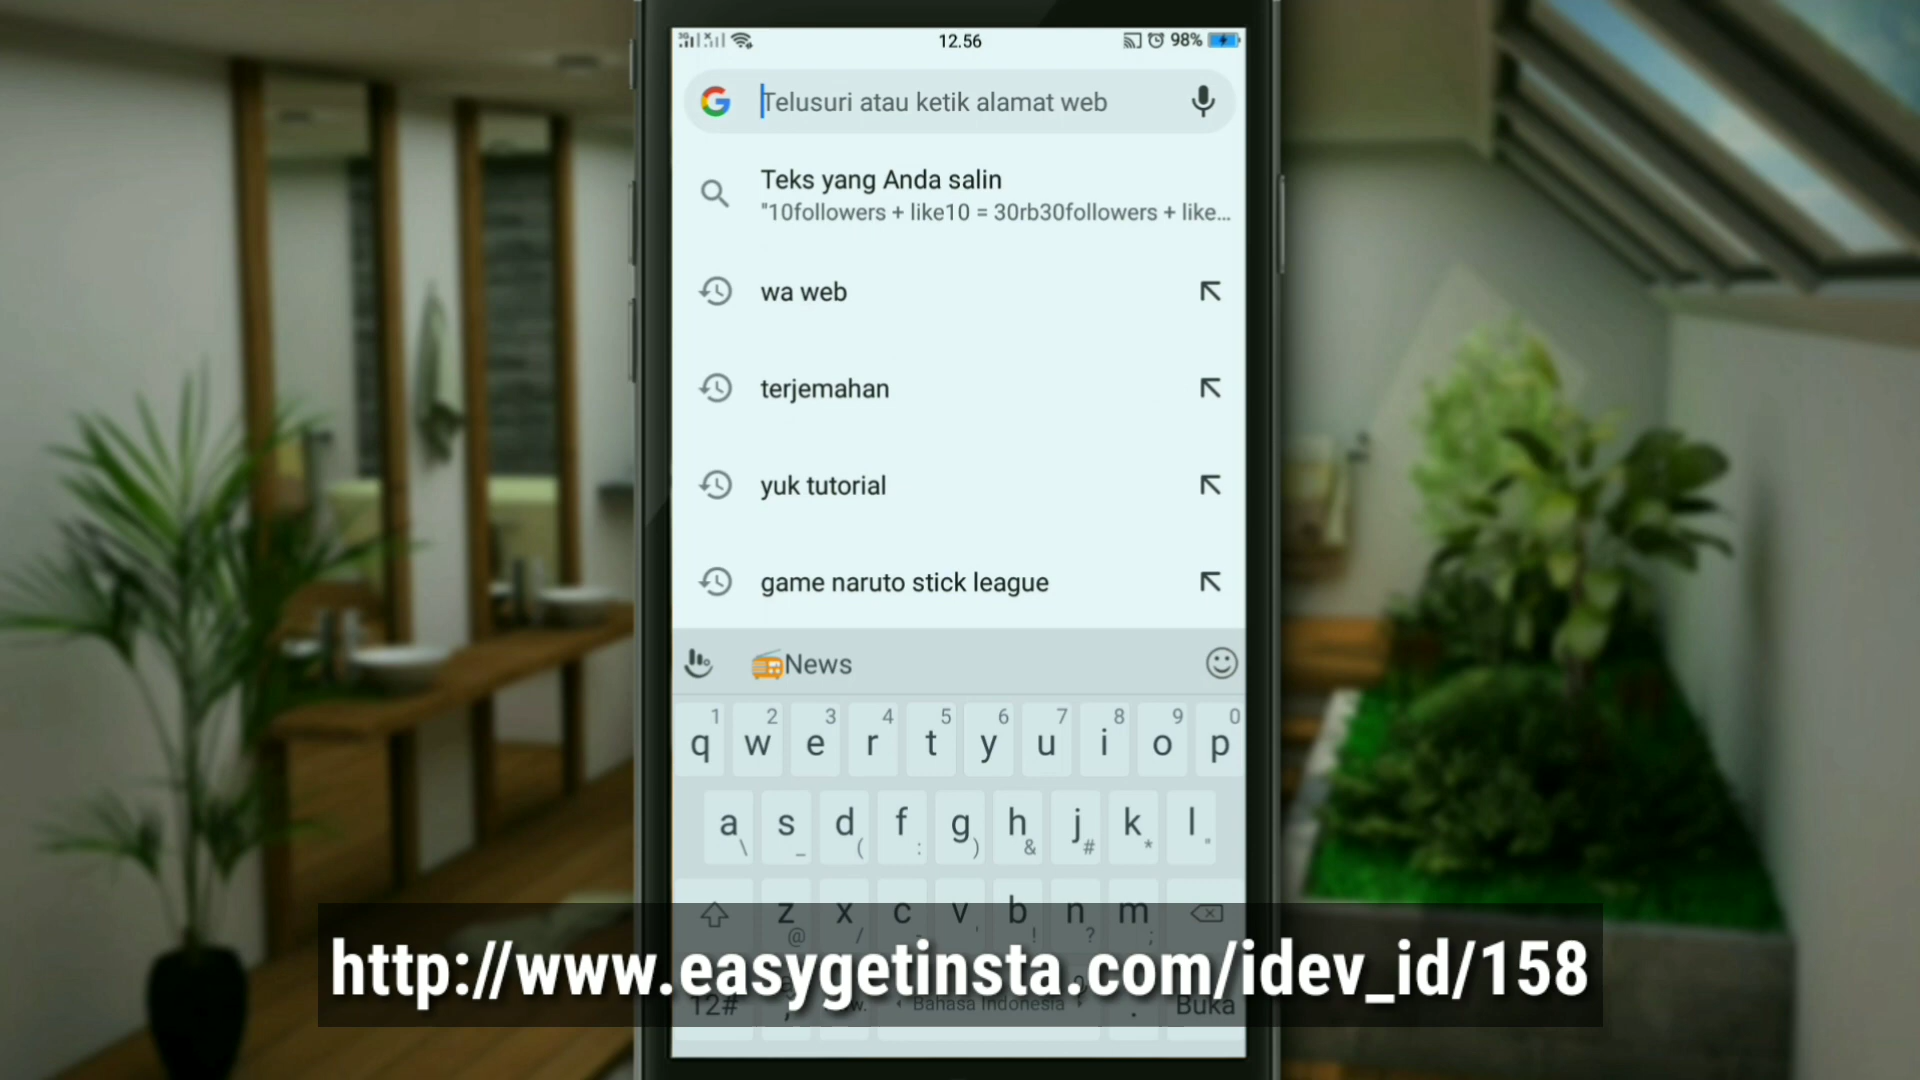 3G
12.56
98%
Telusuri atau ketik alamat web
Teks yang Anda salin
"10followers + like10 = 30rb30followers + like...
wa web
terjemahan
yuk tutorial
game naruto stick league
News
1 2 3 4 5 6 7 8 9 0
q w e r t y u i o p
a s d f g h j k l
\ _ ( : ) & # * "
z x c v b n m
@ / - ' ! ? ;
http://www.easygetinsta.com/idev_id/158
12# , w. Bahasa Indonesia . Buka